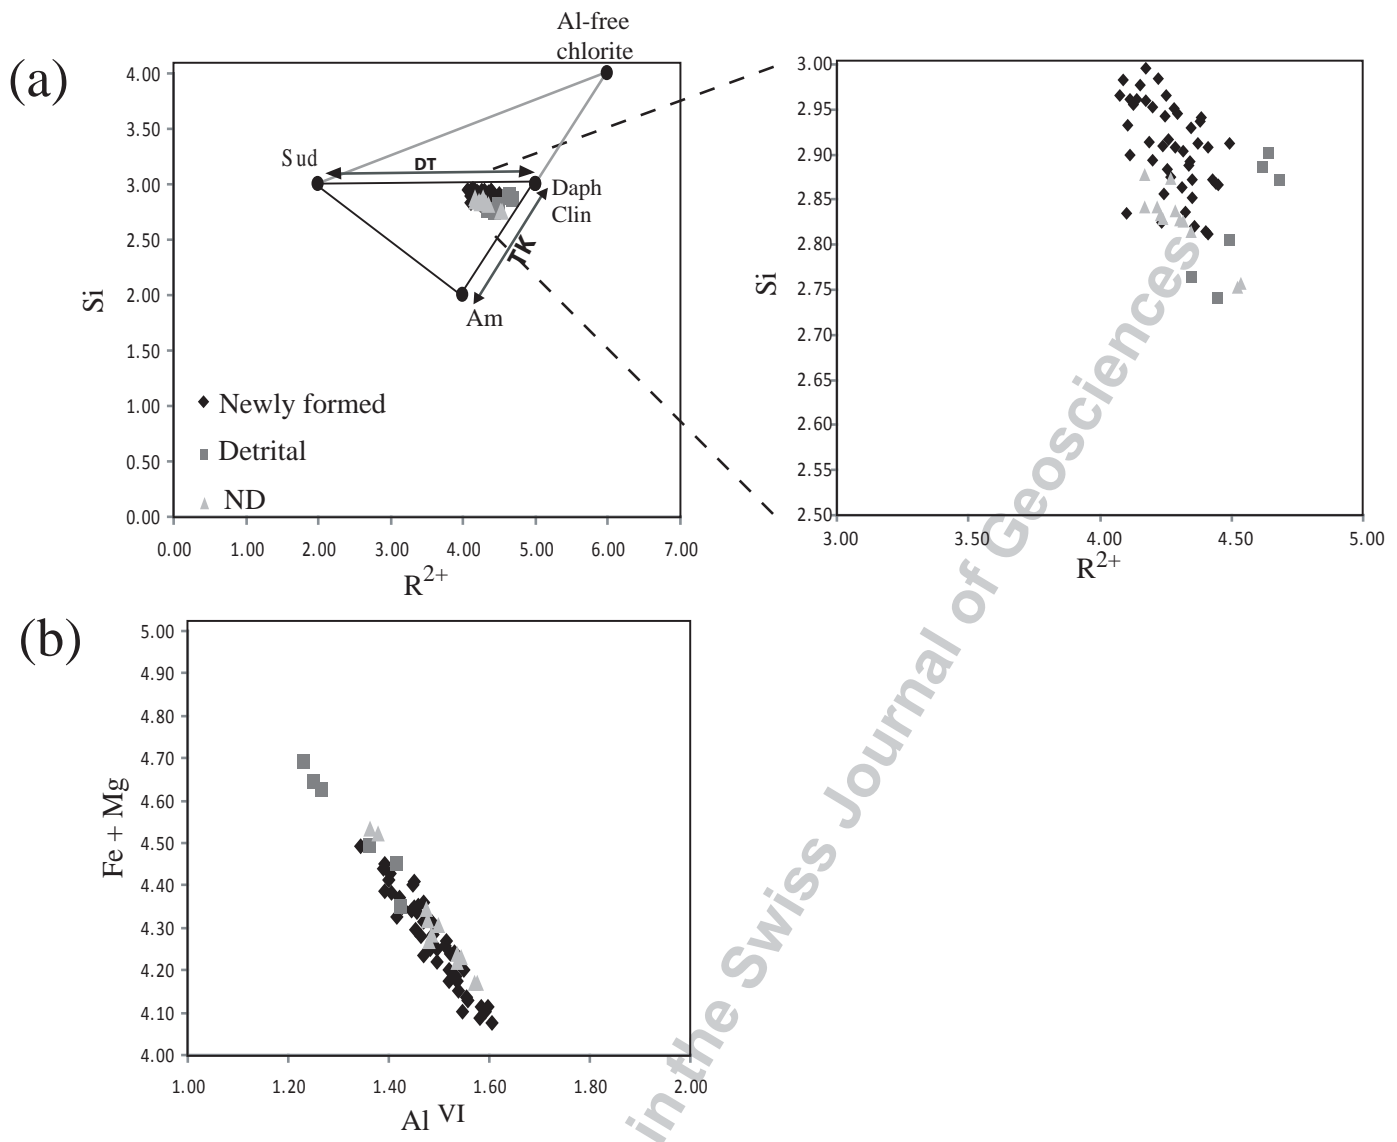 (a)
Al-free
chlorite
4.00
3.50
3.00
2.50
2.00
1.50
1.00
0.50
0.00
Si
Sud
DT
Daph
Clin
TK
Am
Newly formed
Detrital
ND
0.00 1.00 2.00 3.00 4.00 5.00 6.00 7.00
R2+
3.00
2.95
2.90
2.85
2.80
2.75
2.70
2.65
2.60
2.55
2.50
Si
3.00 3.50 4.00 4.50 5.00
R2+
(b)
5.00
4.90
4.80
4.70
4.60
4.50
4.40
4.30
4.20
4.10
4.00
Fe + Mg
1.00 1.20 1.40 1.60 1.80 2.00
Al VI
in the Swiss Journal of Geosciences